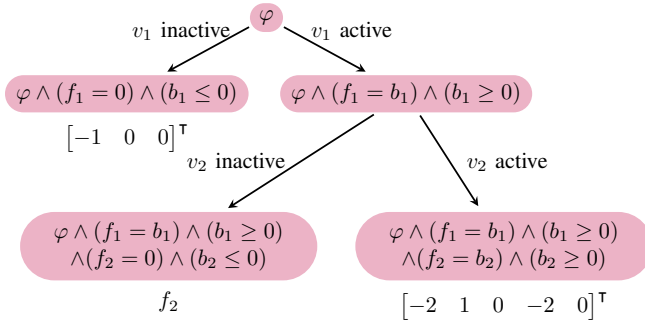 φ
v₁ inactive
v₁ active
φ ∧ (f₁ = 0) ∧ (b₁ ≤ 0)
φ ∧ (f₁ = b₁) ∧ (b₁ ≥ 0)
[−1 0 0]ᵀ
v₂ inactive
v₂ active
φ ∧ (f₁ = b₁) ∧ (b₁ ≥ 0)
∧(f₂ = 0) ∧ (b₂ ≤ 0)
φ ∧ (f₁ = b₁) ∧ (b₁ ≥ 0)
∧(f₂ = b₂) ∧ (b₂ ≥ 0)
f₂
[−2 1 0 −2 0]ᵀ